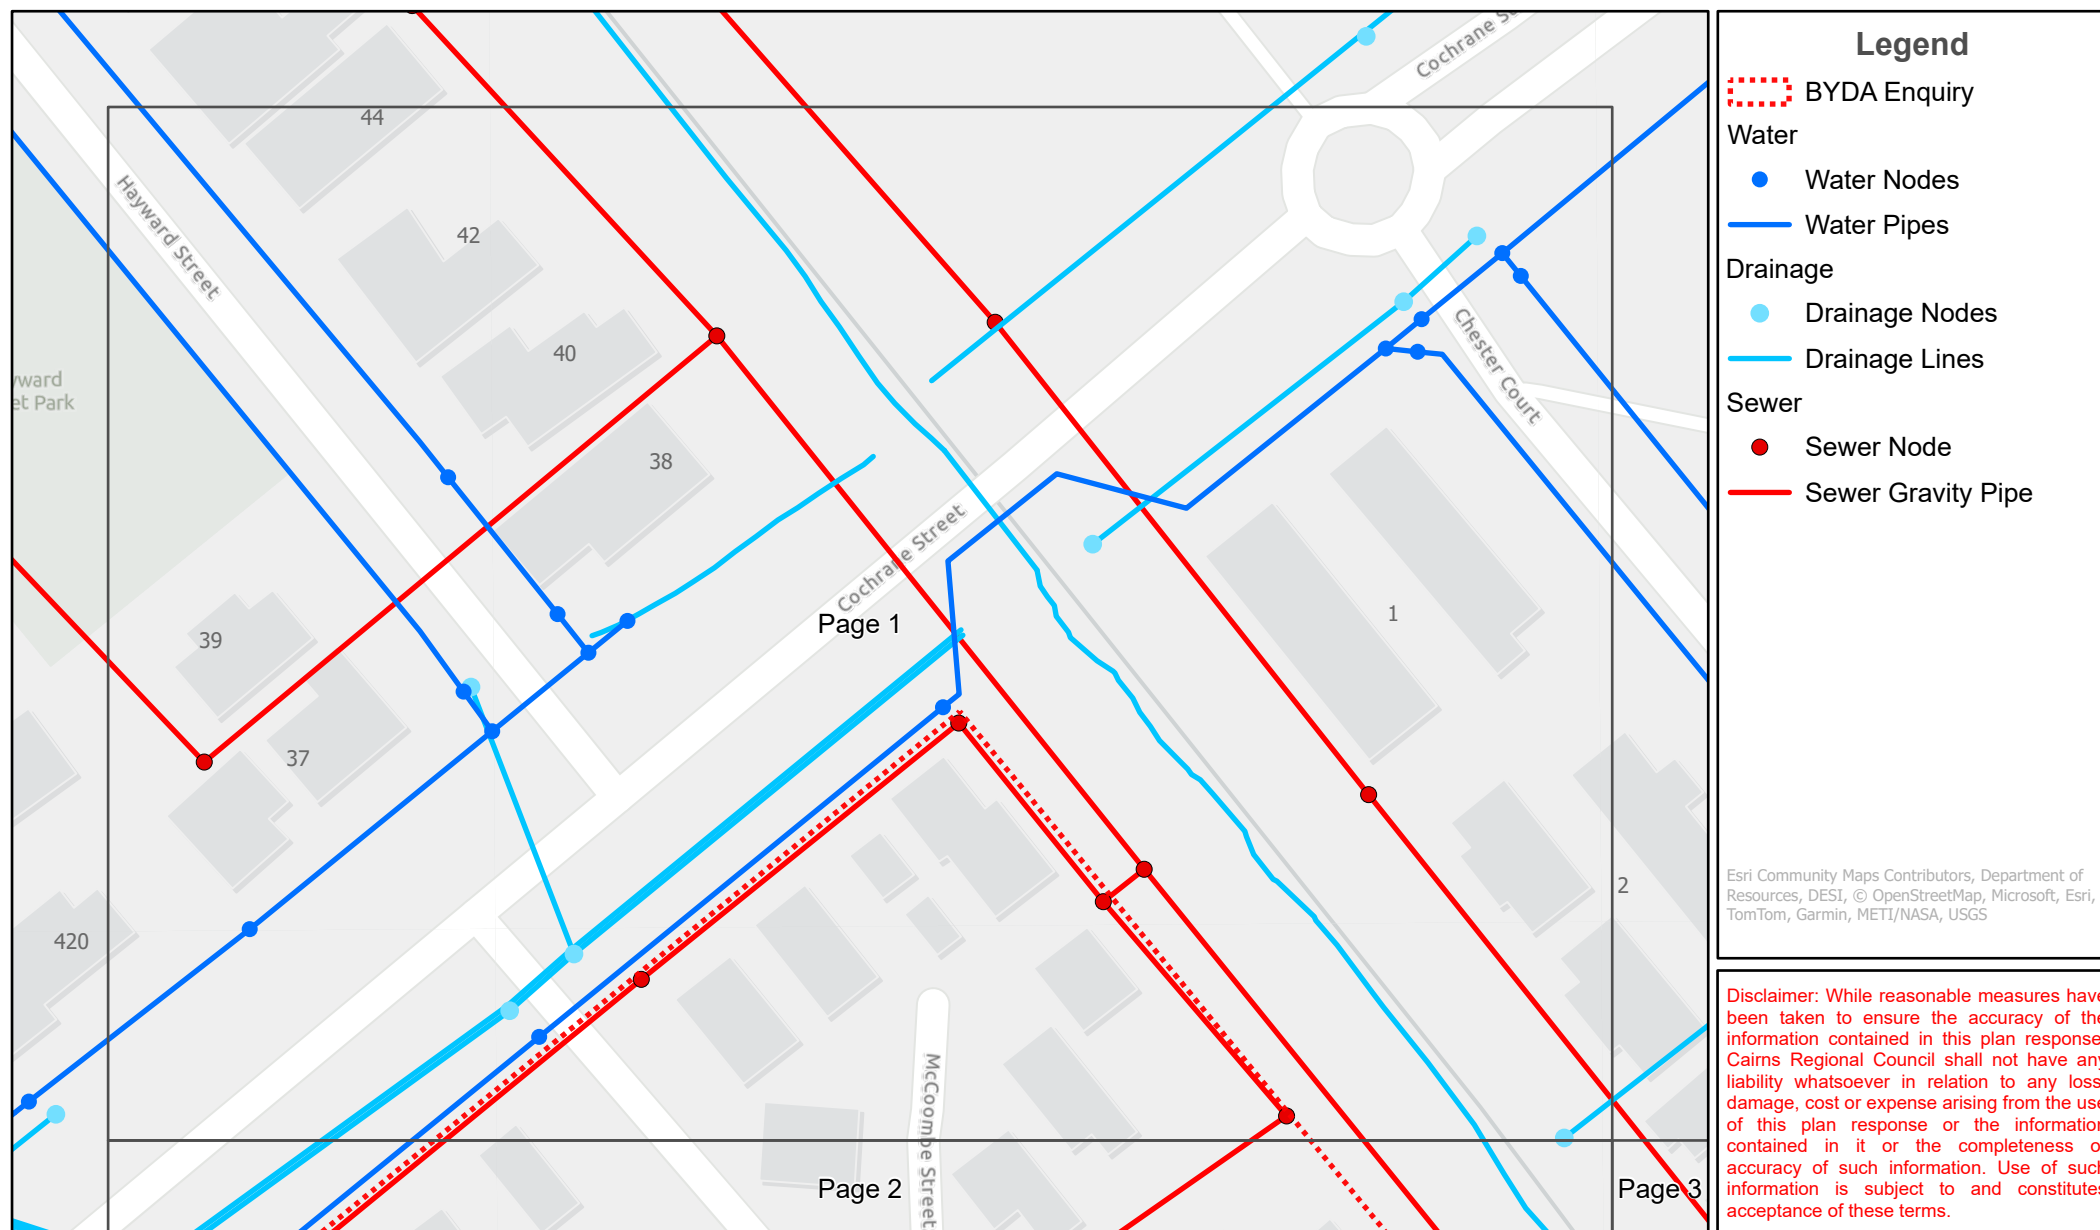 Cochrane
44
Hayward Street
42
40
38
yward
et Park
Chester Court
Cochrane Street
Page 1
39
37
1
2
420
McCoombe Street
Page 2
Page 3
Legend
BYDA Enquiry
Water
Water Nodes
Water Pipes
Drainage
Drainage Nodes
Drainage Lines
Sewer
Sewer Node
Sewer Gravity Pipe
Esri Community Maps Contributors, Department of
Resources, DESI, © OpenStreetMap, Microsoft, Esri,
TomTom, Garmin, METI/NASA, USGS
Disclaimer: While reasonable measures have
been taken to ensure the accuracy of the
information contained in this plan response,
Cairns Regional Council shall not have any
liability whatsoever in relation to any loss,
damage, cost or expense arising from the use
of this plan response or the information
contained in it or the completeness or
accuracy of such information. Use of such
information is subject to and constitutes
acceptance of these terms.